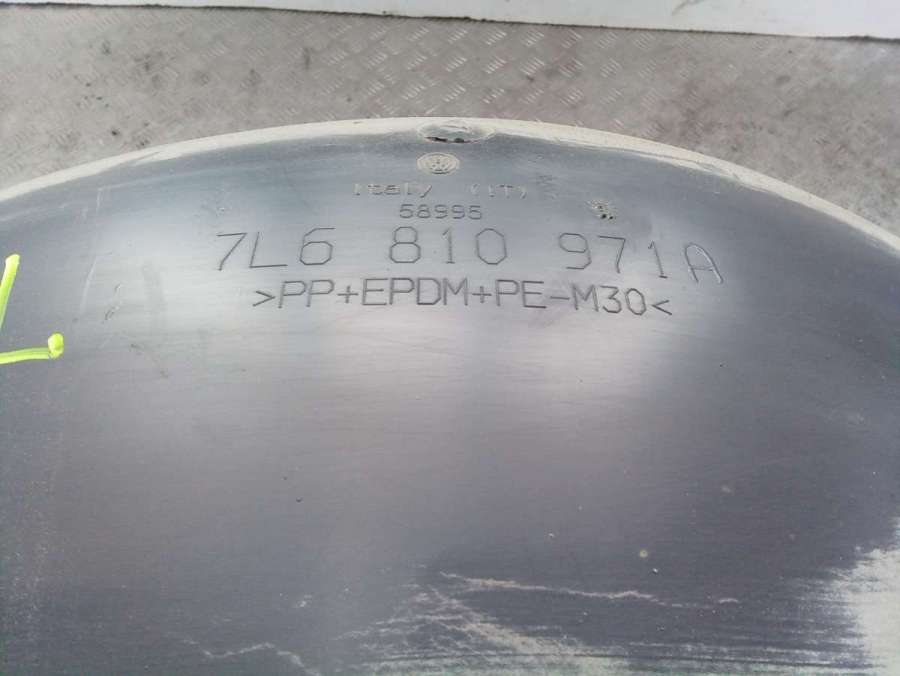 Italy (IT)
58995
7L6 810 971A
>PP+EPDM+PE-M30<